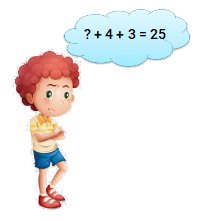 ? + 4 + 3 = 25